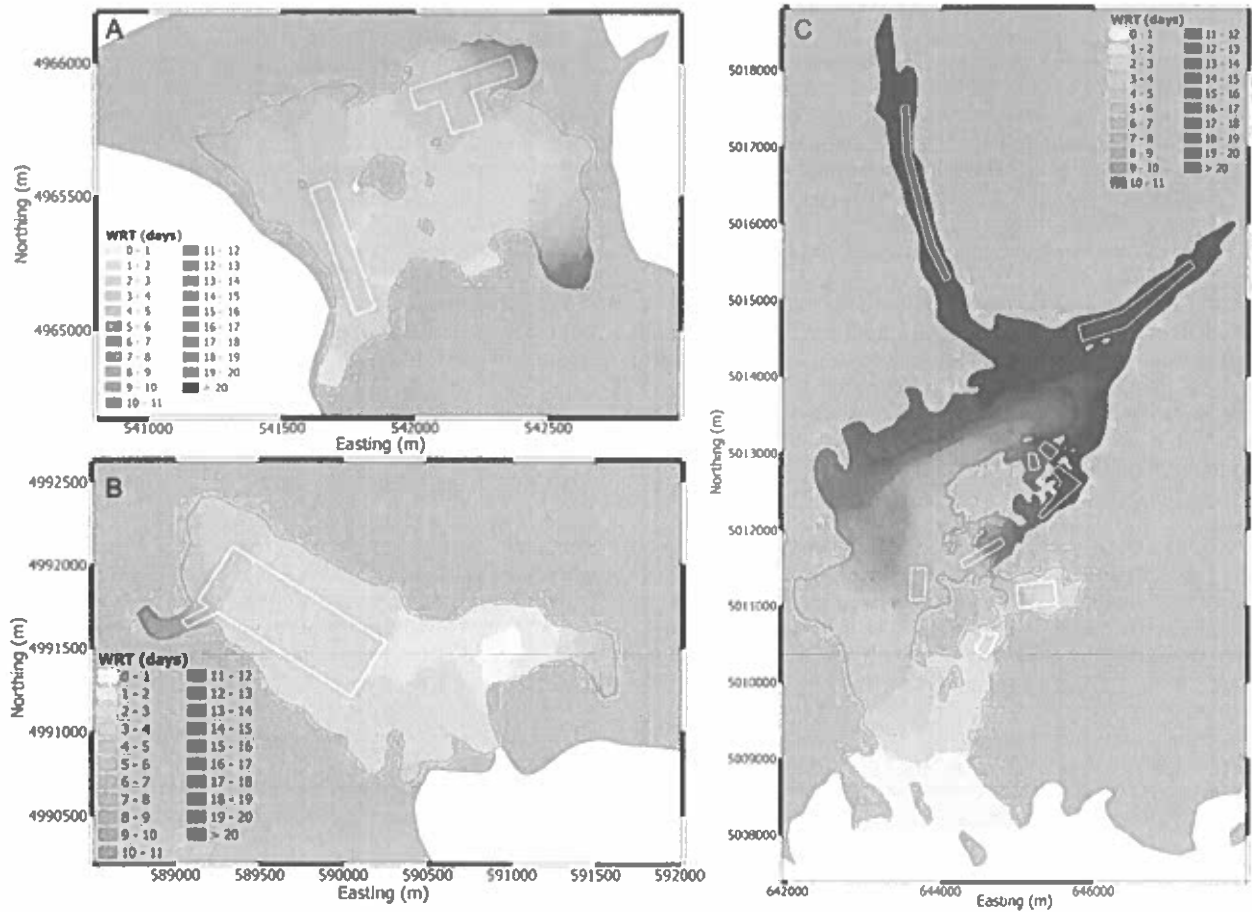 A
4966000
4965500
4965000
Northing (m)
WRT (days)
0 - 1
1 - 2
2 - 3
3 - 4
4 - 5
5 - 6
6 - 7
7 - 8
8 - 9
9 - 10
10 - 11
11 - 12
12 - 13
13 - 14
14 - 15
15 - 16
16 - 17
17 - 18
18 - 19
19 - 20
> 20
541000
541500
542000
542500
Easting (m)
B
4992500
4992000
4991500
4991000
4990500
Northing (m)
WRT (days)
0 - 1
1 - 2
2 - 3
3 - 4
4 - 5
5 - 6
6 - 7
7 - 8
8 - 9
9 - 10
10 - 11
11 - 12
12 - 13
13 - 14
14 - 15
15 - 16
16 - 17
17 - 18
18 - 19
19 - 20
> 20
589000
589500
590000
590500
591000
591500
592000
Easting (m)
C
5018000
5017000
5016000
5015000
5014000
5013000
5012000
5011000
5010000
5009000
5008000
Northing (m)
WRT (days)
0 - 1
1 - 2
2 - 3
3 - 4
4 - 5
5 - 6
6 - 7
7 - 8
8 - 9
9 - 10
10 - 11
11 - 12
12 - 13
13 - 14
14 - 15
15 - 16
16 - 17
17 - 18
18 - 19
19 - 20
> 20
642000
644000
646000
Easting (m)